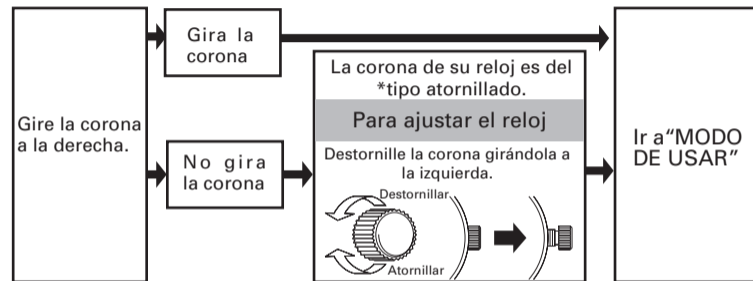 Gire la corona
a la derecha.
Gira la
corona
No gira
la corona
La corona de su reloj es del
*tipo atornillado.
Para ajustar el reloj
Destornille la corona girándola a
la izquierda.
Destornillar
Atornillar
Ir a“MODO
DE USAR”